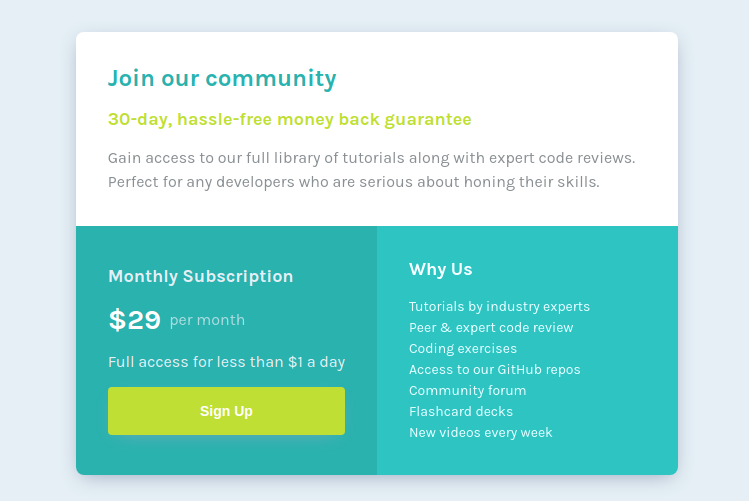 Join our community
30-day, hassle-free money back guarantee
Gain access to our full library of tutorials along with expert code reviews.
Perfect for any developers who are serious about honing their skills.
Monthly Subscription
$29 per month
Full access for less than $1 a day
Sign Up
Why Us
Tutorials by industry experts
Peer & expert code review
Coding exercises
Access to our GitHub repos
Community forum
Flashcard decks
New videos every week